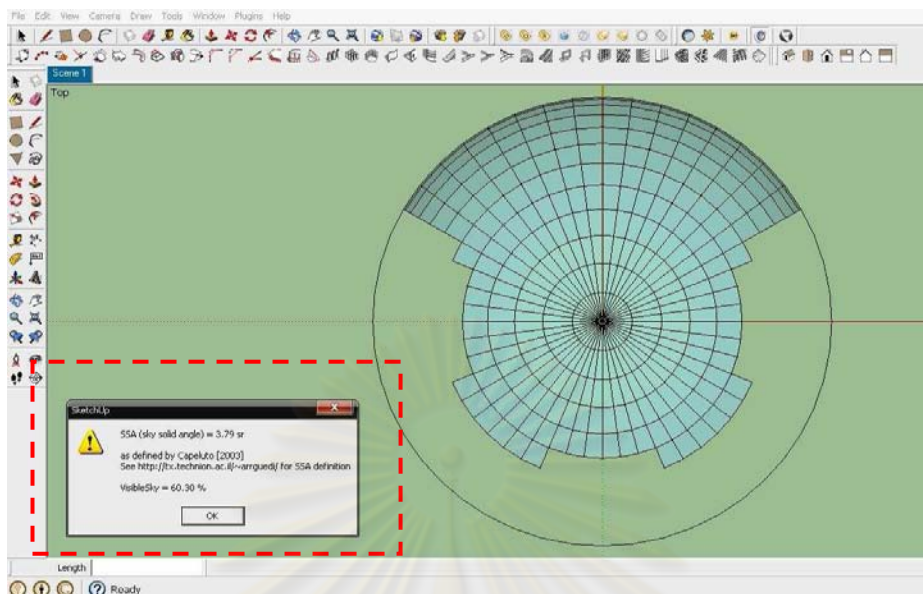 File Edit View Camera Draw Tools Window Plugins Help
Scene 1
Top
SketchUp
SSA (sky solid angle) = 3.79 sr
as defined by Capeluto [2003]
See http://tx.technion.ac.il/~arrguedi/ for SSA definition
VisibleSky = 60.30 %
OK
Length
Ready